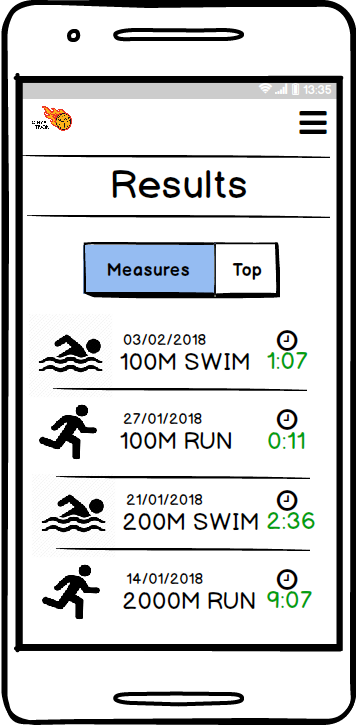 13:35
Results
Measures
Top
03/02/2018
100M SWIM 1:07
27/01/2018
100M RUN 0:11
21/01/2018
200M SWIM 2:36
14/01/2018
2000M RUN 9:07